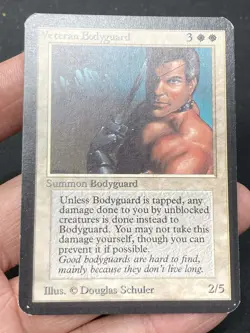 Veteran Bodyguard 3
Summon Bodyguard
Unless Bodyguard is tapped, any
damage done to you by unblocked
creatures is done instead to
Bodyguard. You may not take this
damage yourself, though you can
prevent it if possible.
Good bodyguards are hard to find,
mainly because they don't live long.
Illus. © Douglas Schuler 2/5